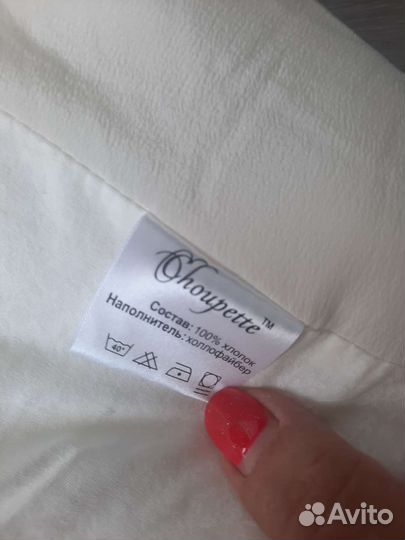 Choupette™
Состав: 100% хлопок
Наполнитель: холлофайбер
40°
Avito